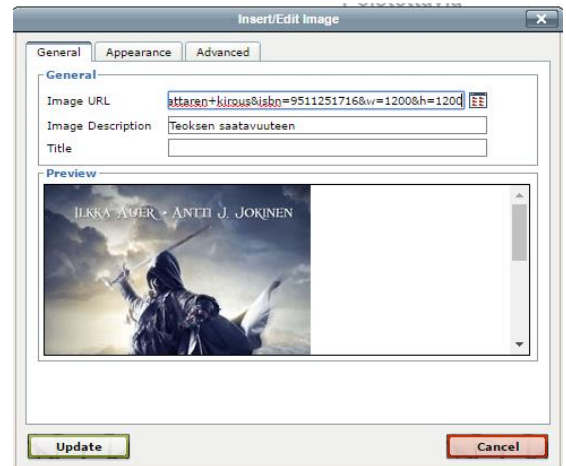 Insert/Edit Image
General Appearance Advanced
General
Image URL attaren+kirous&isbn=9511251716&w=1200&h=1200
Image Description Teoksen saatavuuteen
Title
Preview
ILKKA AUER • ANTTI J. JOKINEN
Update Cancel